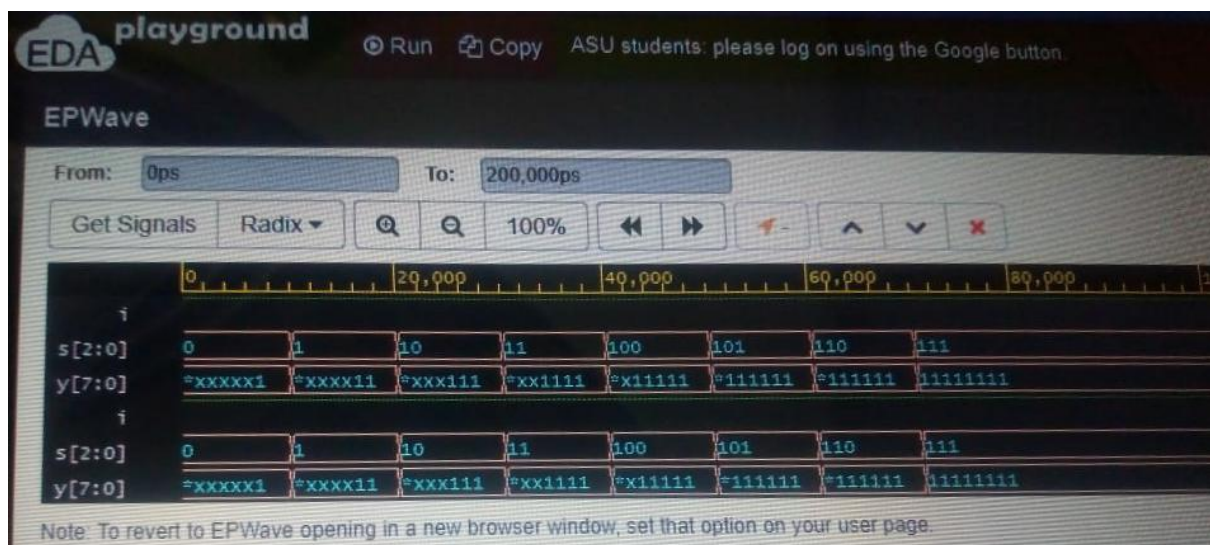 EDA playground Run Copy ASU students: please log on using the Google button.
EPWave
From: 0ps To: 200,000ps
Get Signals Radix 100% -
0 20,000 40,000 60,000 80,000 1
i
s[2:0] 0 1 10 11 100 101 110 111
y[7:0] *xxxxx1 *xxxx11 *xxx111 *xx1111 *x11111 *111111 *111111 11111111
i
s[2:0] 0 1 10 11 100 101 110 111
y[7:0] *xxxxx1 *xxxx11 *xxx111 *xx1111 *x11111 *111111 *111111 11111111
Note: To revert to EPWave opening in a new browser window, set that option on your user page.